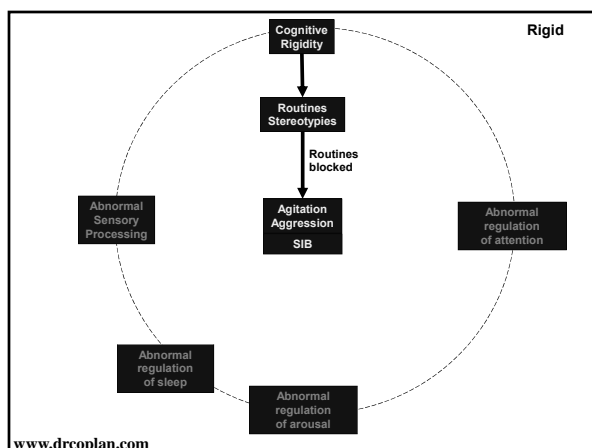 Cognitive
Rigidity
Rigid
Routines
Stereotypies
Routines
blocked
Abnormal
Sensory
Processing
Agitation
Aggression
SIB
Abnormal
regulation
of attention
Abnormal
regulation
of sleep
Abnormal
regulation
of arousal
www.drcoplan.com